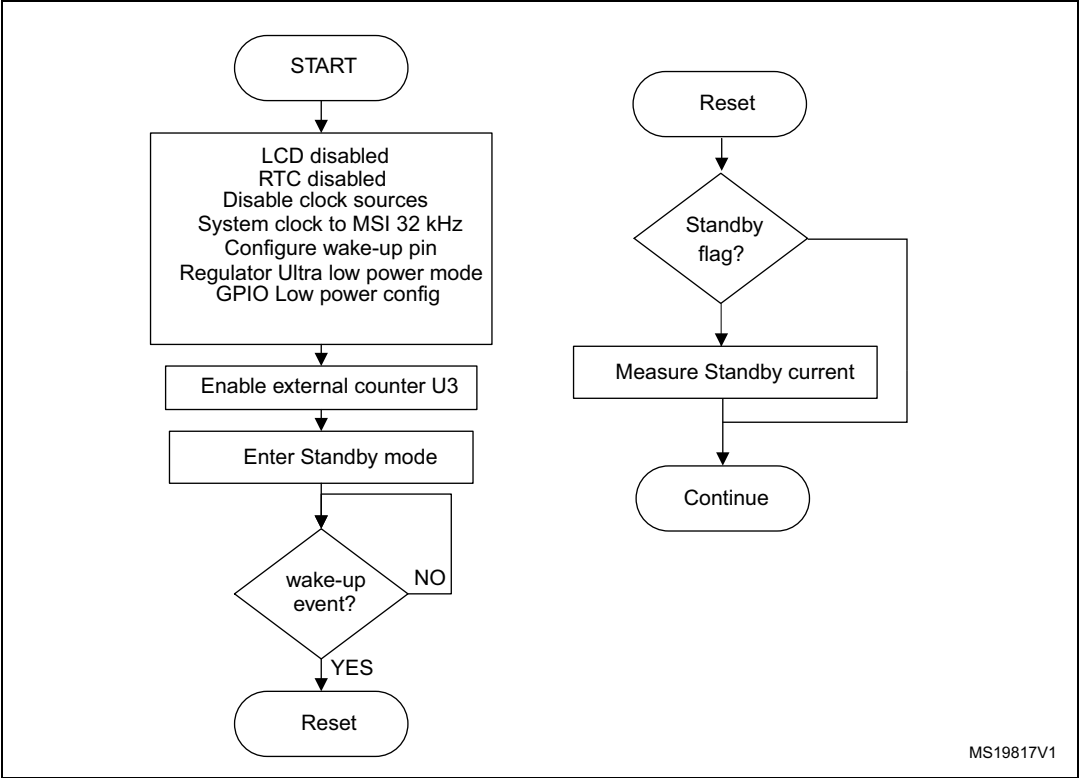 START
LCD disabled
RTC disabled
Disable clock sources
System clock to MSI 32 kHz
Configure wake-up pin
Regulator Ultra low power mode
GPIO Low power config
Enable external counter U3
Enter Standby mode
wake-up
event?
NO
YES
Reset
Reset
Standby
flag?
Measure Standby current
Continue
MS19817V1